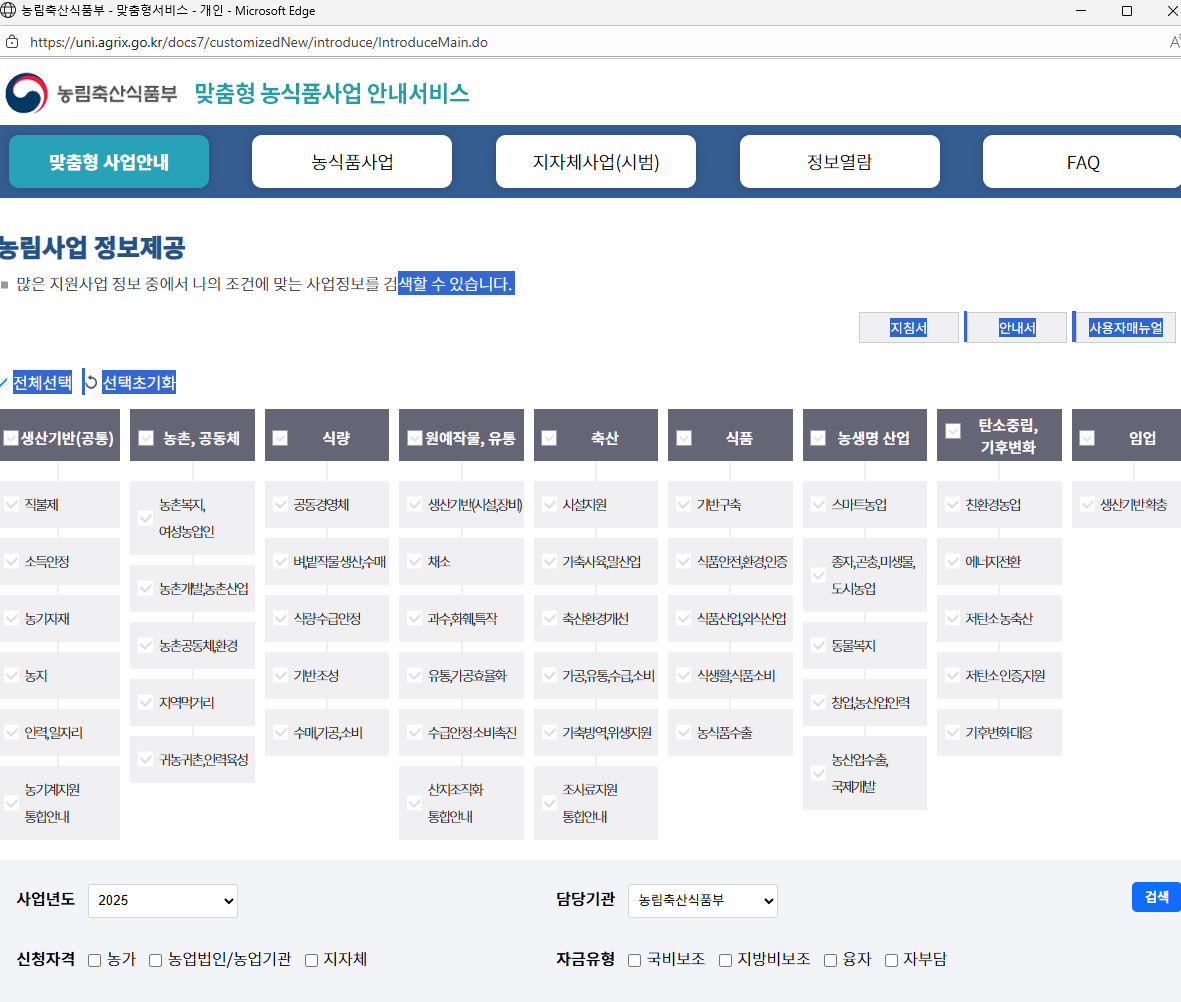 농림축산식품부 - 맞춤형서비스 - 개인 - Microsoft Edge
https://uni.agrix.go.kr/docs7/customizedNew/introduce/IntroduceMain.do
농림축산식품부 맞춤형 농식품사업 안내서비스
맞춤형 사업안내 농식품사업 지자체사업(시범) 정보열람 FAQ
농림사업 정보제공
많은 지원사업 정보 중에서 나의 조건에 맞는 사업정보를 검색할 수 있습니다.
지침서 안내서 사용자매뉴얼
전체선택 선택초기화
생산기반(공통)
직불제
소득안정
농기자재
농지
인력,일자리
농기계지원
통합안내
농촌, 공동체
농촌복지,
여성농업인
농촌개발,농촌산업
농촌공동체,환경
지역먹거리
귀농귀촌,인력육성
식량
공동경영체
벼,밭작물 생산,수매
식량수급안정
기반조성
수매,가공,소비
원예작물, 유통
생산기반(시설,장비)
채소
과수,화훼,특작
유통,가공효율화
수급안정 소비촉진
산지조직화
통합안내
축산
시설지원
가축사육,말산업
축산환경개선
가공,유통,수급,소비
가축방역,위생지원
조사료지원
통합안내
식품
기반구축
식품안전,환경,인증
식품산업,외식산업
식생활,식품소비
농식품수출
농생명 산업
스마트농업
종자,곤충,미생물,
도시농업
동물복지
창업,농산업인력
농산업수출,
국제개발
탄소중립,
기후변화
친환경농업
에너지전환
저탄소 농축산
저탄소 인증,지원
기후변화대응
임업
생산기반확충
사업년도 2025 담당기관 농림축산식품부 검색
신청자격 농가 농업법인/농업기관 지자체 자금유형 국비보조 지방비보조 융자 자부담